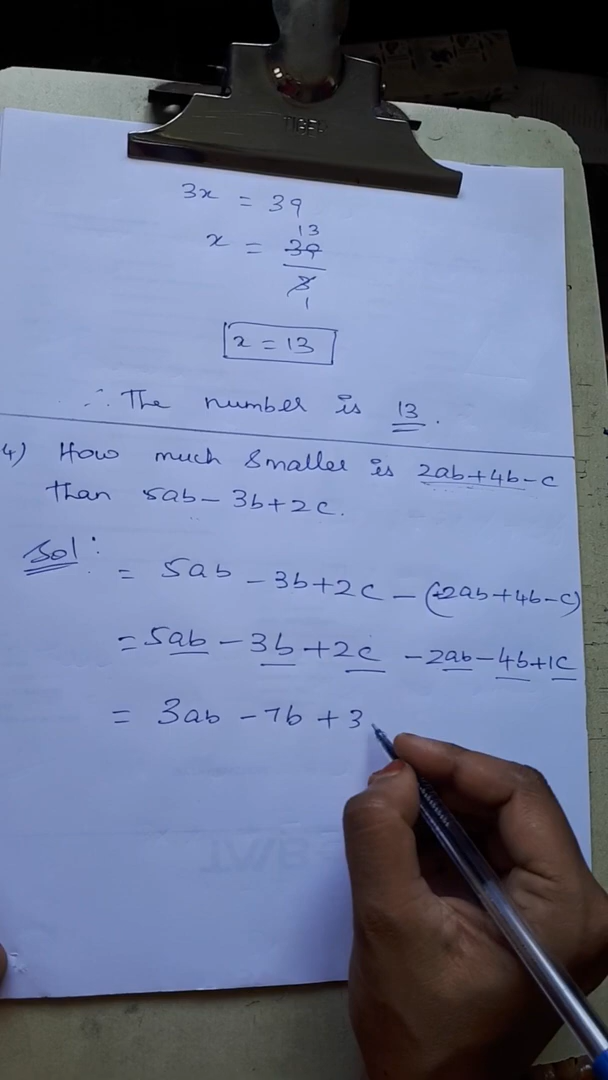 TIGER
3x = 39
13
x = 39
3
1
x = 13
∴ The number is 13.
4) How much smaller is 2ab+4b-c
than 5ab-3b+2c.
Sol:
= 5ab -3b+2c-(2ab+4b-c)
=5ab-3b+2c -2ab-4b+1c
= 3ab -7b +3